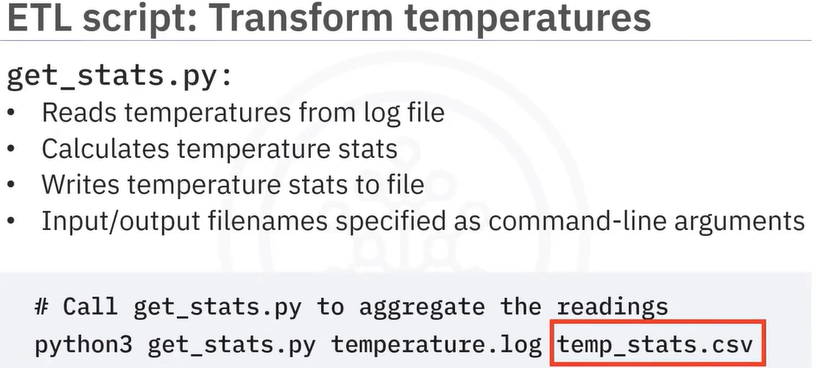 ETL script: Transform temperatures
get_stats.py:
• Reads temperatures from log file
• Calculates temperature stats
• Writes temperature stats to file
• Input/output filenames specified as command-line arguments
# Call get_stats.py to aggregate the readings
python3 get_stats.py temperature.log temp_stats.csv